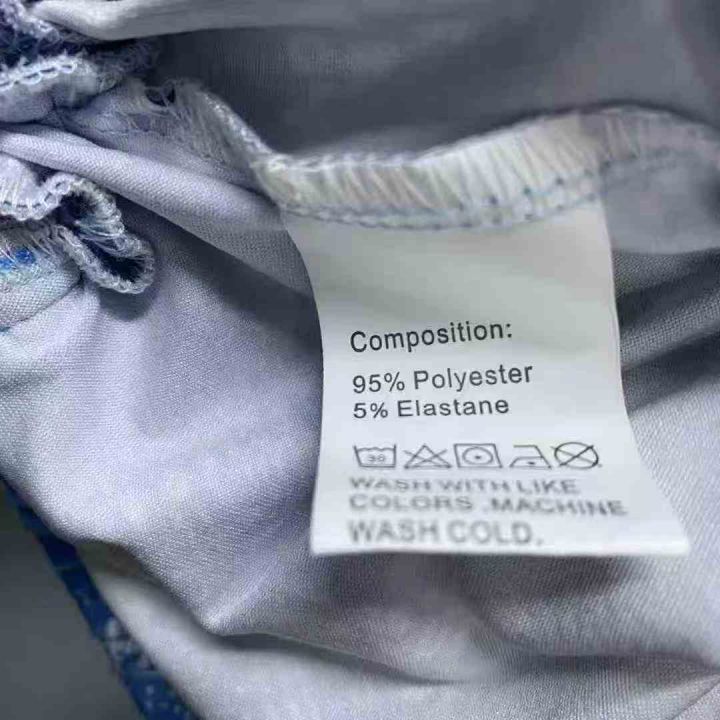 Composition:
95% Polyester
5% Elastane
30
WASH WITH LIKE
COLORS .MACHINE
WASH COLD.